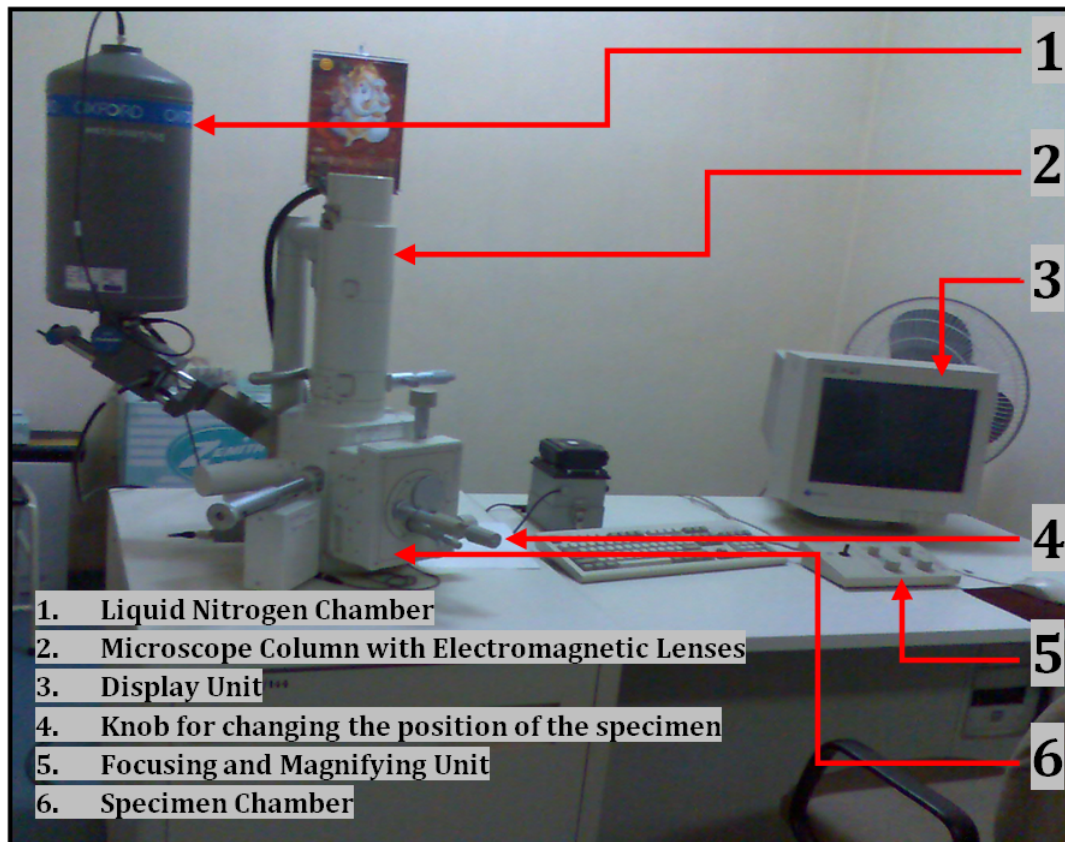 1
OXFORD
2
3
ZENITH
4
1. Liquid Nitrogen Chamber
2. Microscope Column with Electromagnetic Lenses
3. Display Unit
4. Knob for changing the position of the specimen
5. Focusing and Magnifying Unit
6. Specimen Chamber
5
6